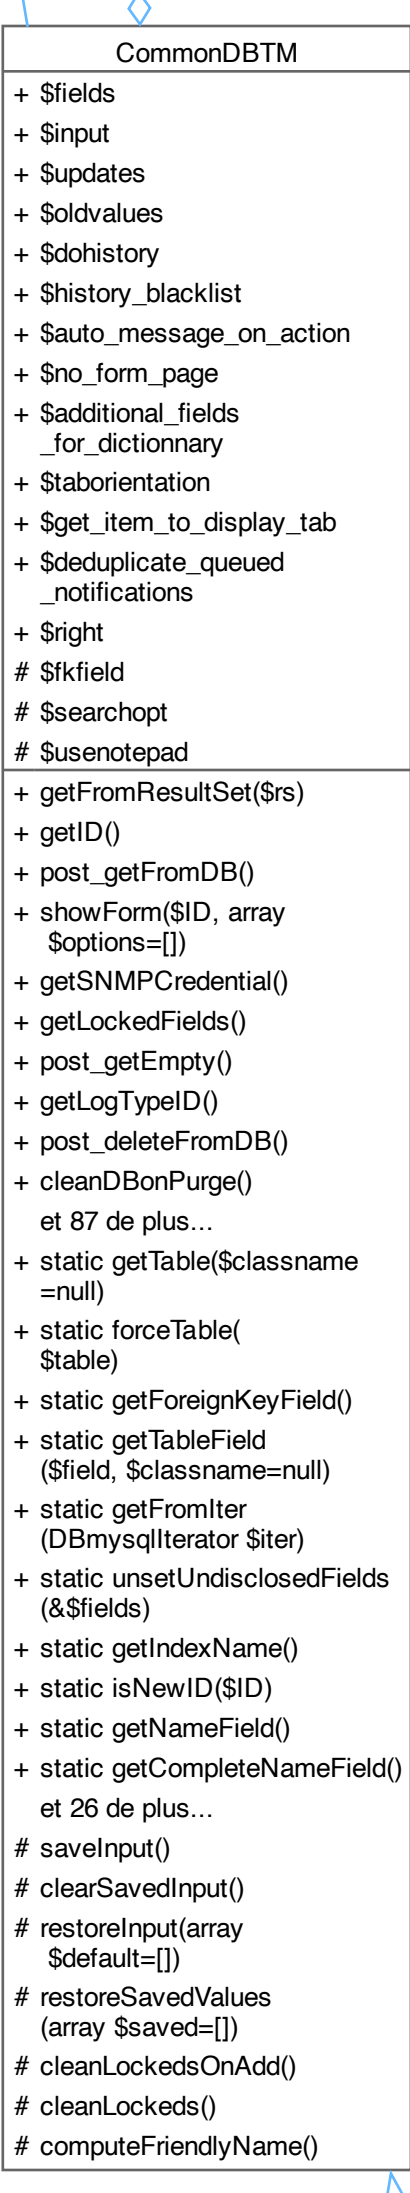 CommonDBTM
+ $fields
+ $input
+ $updates
+ $oldvalues
+ $dohistory
+ $history_blacklist
+ $auto_message_on_action
+ $no_form_page
+ $additional_fields
_for_dictionnary
+ $taborientation
+ $get_item_to_display_tab
+ $deduplicate_queued
_notifications
+ $right
# $fkfield
# $searchopt
# $usenotepad
+ getFromResultSet($rs)
+ getID()
+ post_getFromDB()
+ showForm($ID, array
$options=[])
+ getSNMPCredential()
+ getLockedFields()
+ post_getEmpty()
+ getLogTypeID()
+ post_deleteFromDB()
+ cleanDBonPurge()
et 87 de plus...
+ static getTable($classname
=null)
+ static forceTable(
$table)
+ static getForeignKeyField()
+ static getTableField
($field, $classname=null)
+ static getFromIter
(DBmysqlIterator $iter)
+ static unsetUndisclosedFields
(&$fields)
+ static getIndexName()
+ static isNewID($ID)
+ static getNameField()
+ static getCompleteNameField()
et 26 de plus...
# saveInput()
# clearSavedInput()
# restoreInput(array
$default=[])
# restoreSavedValues
(array $saved=[])
# cleanLockedsOnAdd()
# cleanLockeds()
# computeFriendlyName()